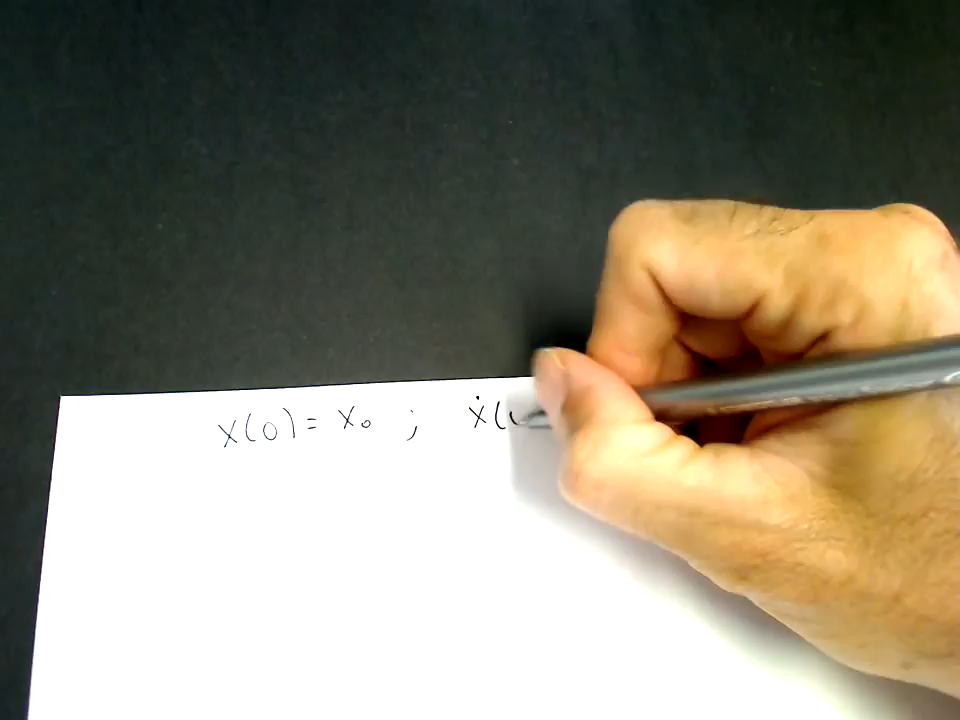 x(0) = x₀ ; ẋ(